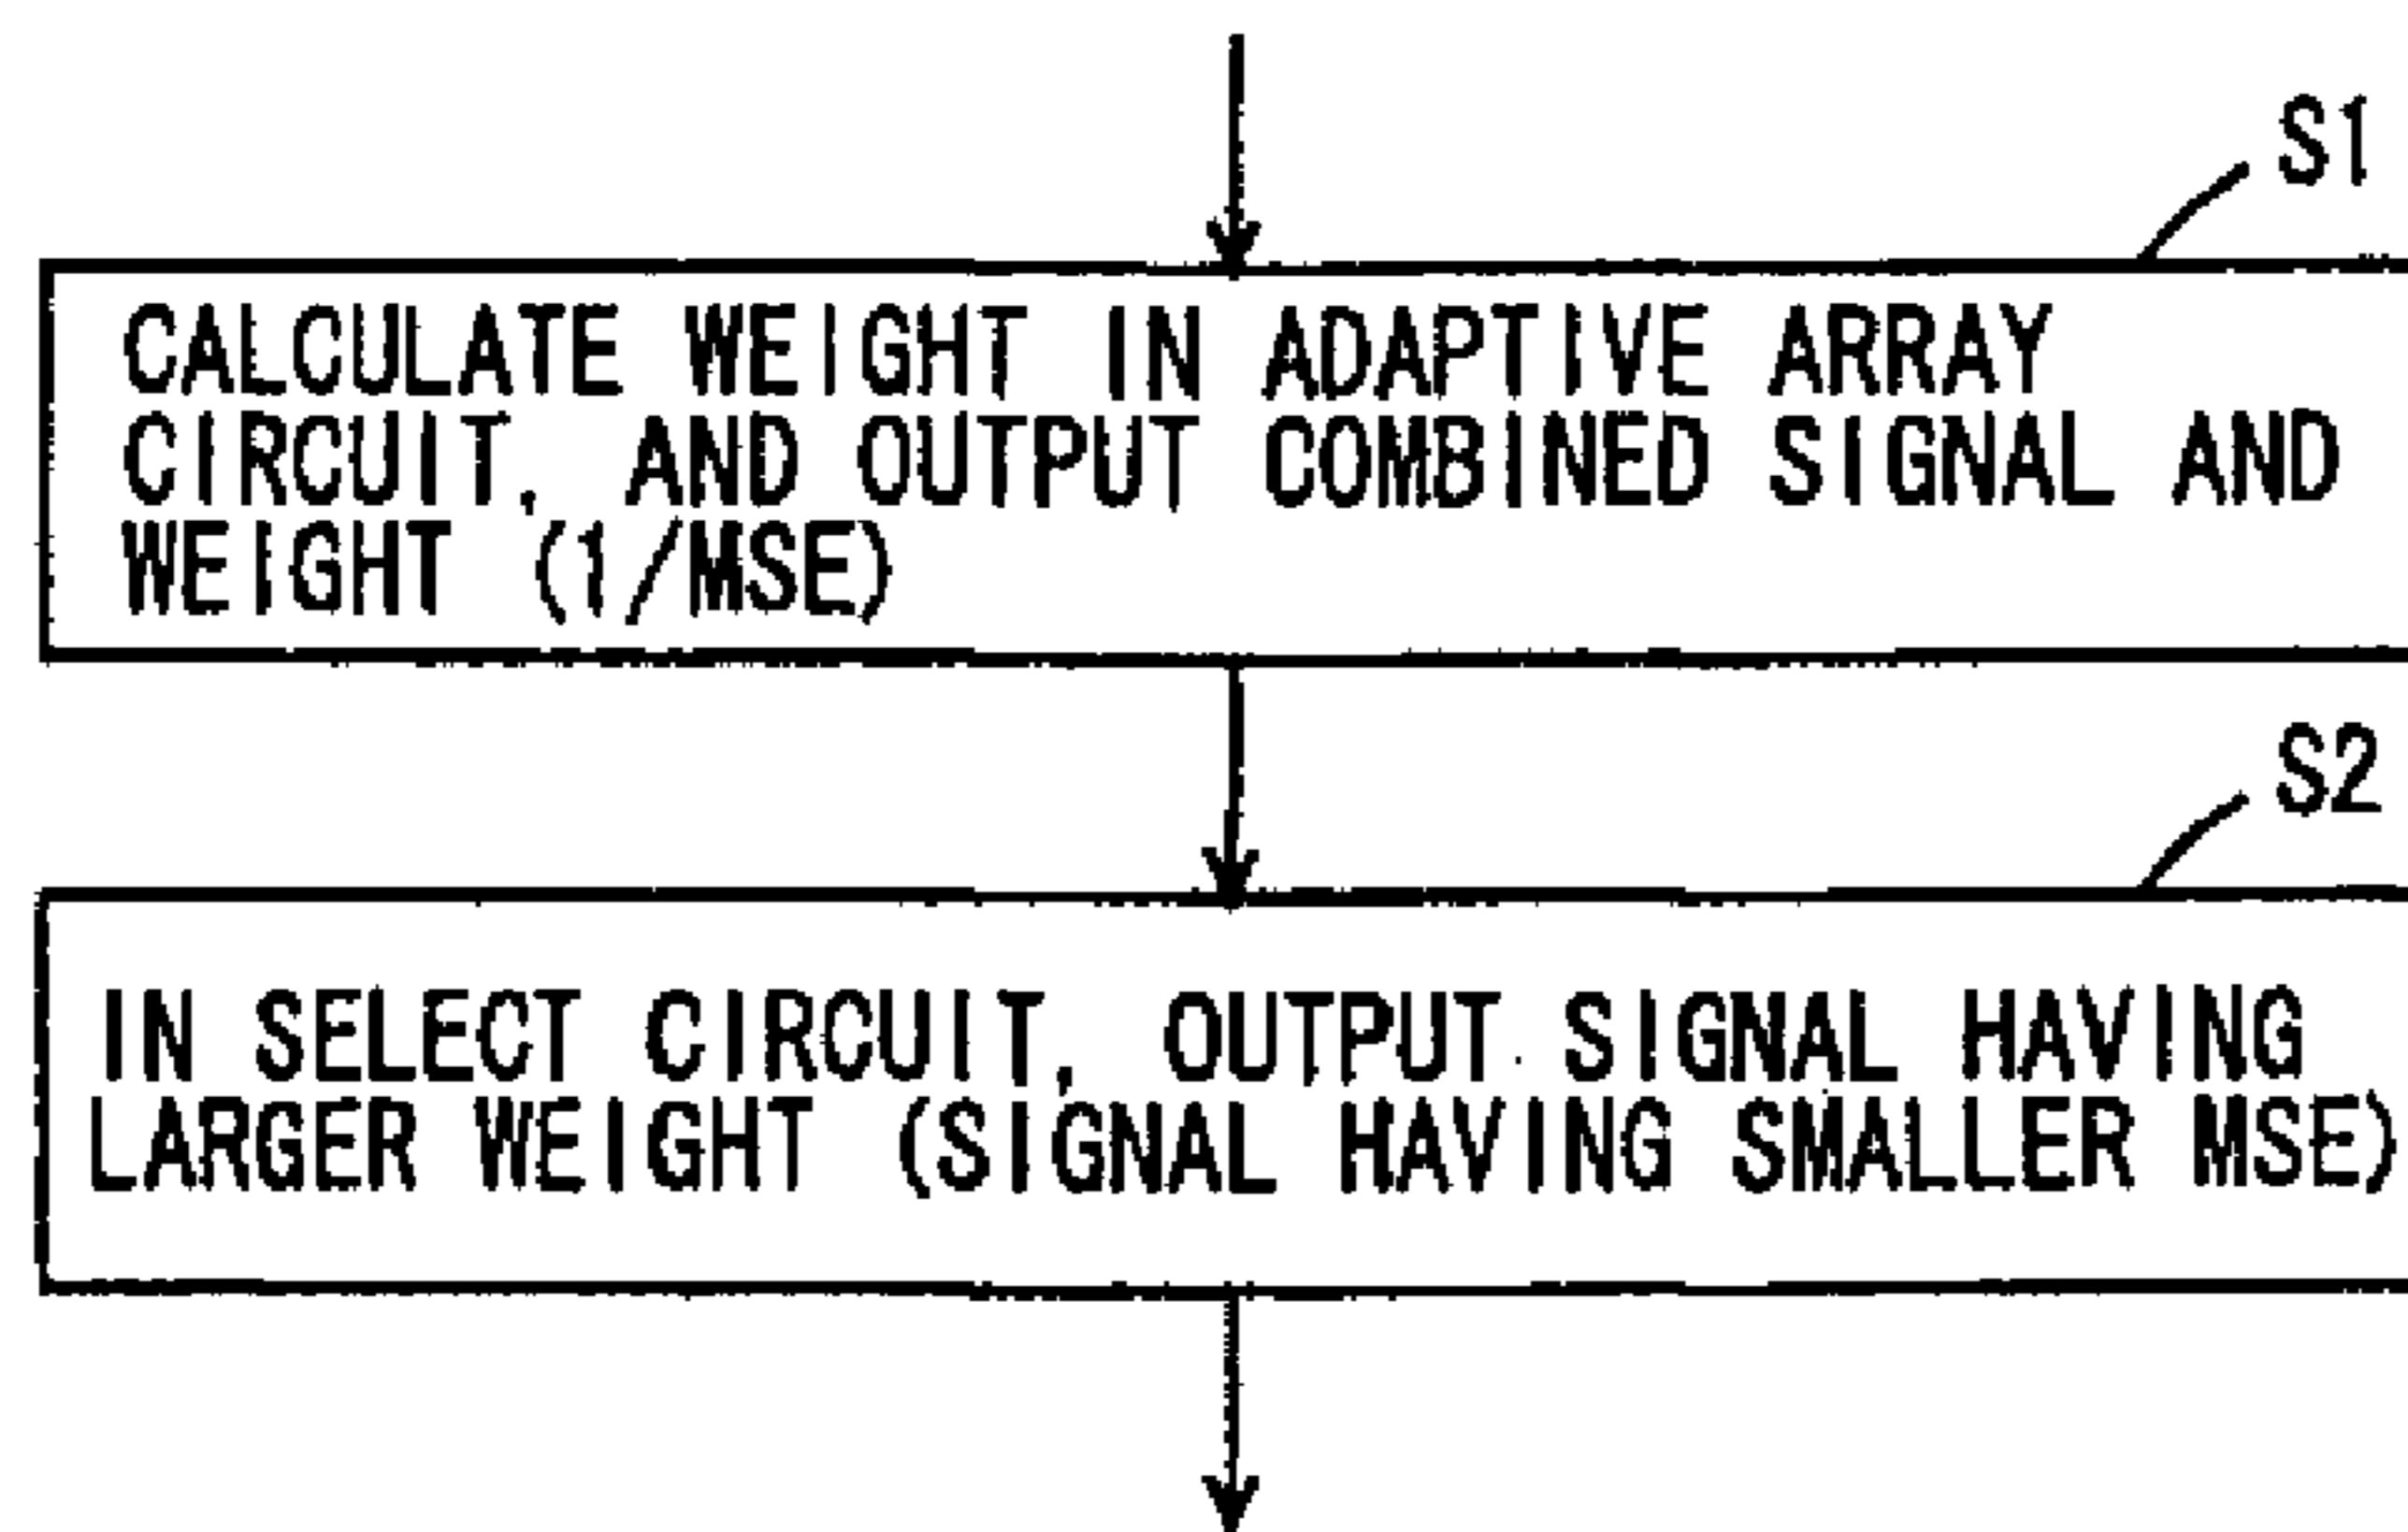 S1
CALCULATE WEIGHT IN ADAPTIVE ARRAY
CIRCUIT, AND OUTPUT COMBINED SIGNAL AND
WEIGHT (1/MSE)
S2
IN SELECT CIRCUIT, OUTPUT SIGNAL HAVING
LARGER WEIGHT (SIGNAL HAVING SMALLER MSE)